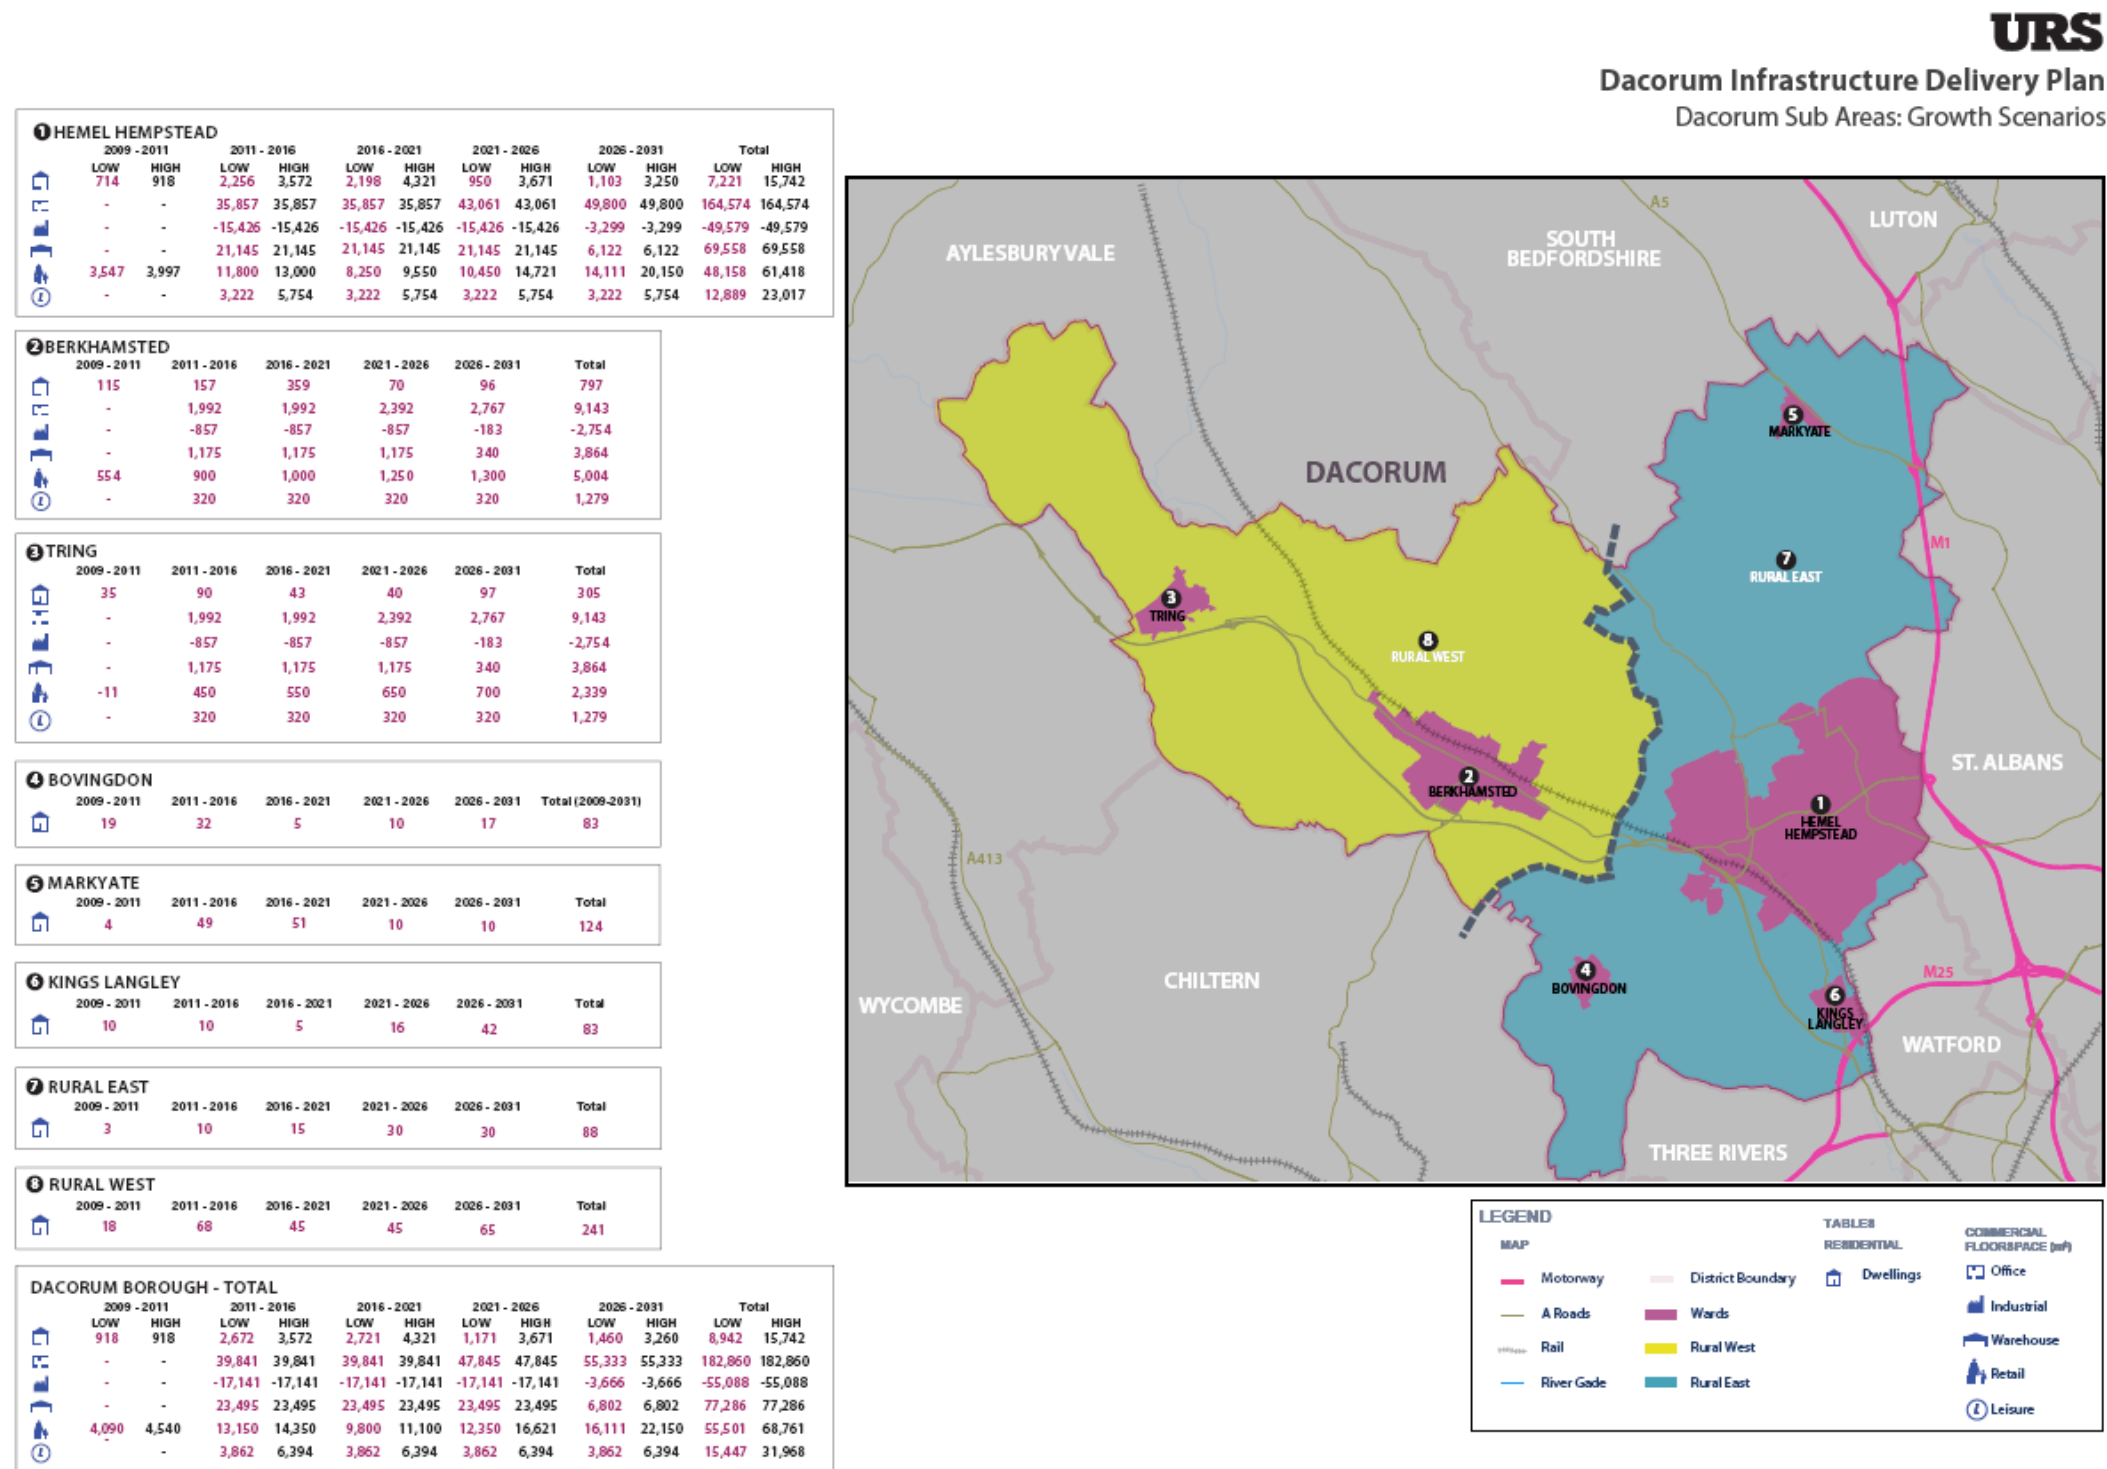 URS
Dacorum Infrastructure Delivery Plan
Dacorum Sub Areas: Growth Scenarios
1 HEMEL HEMPSTEAD
2009 - 2011 2011 - 2016 2016 - 2021 2021 - 2026 2026 - 2031 Total
LOW HIGH LOW HIGH LOW HIGH LOW HIGH LOW HIGH LOW HIGH
714 918 2,256 3,572 2,198 4,321 950 3,671 1,103 3,250 7,221 15,742
- - 35,857 35,857 35,857 35,857 43,061 43,061 49,800 49,800 164,574 164,574
- - -15,426 -15,426 -15,426 -15,426 -15,426 -15,426 -3,299 -3,299 -49,579 -49,579
- - 21,145 21,145 21,145 21,145 21,145 21,145 6,122 6,122 69,558 69,558
3,547 3,997 11,800 13,000 8,250 9,550 10,450 14,721 14,111 20,150 48,158 61,418
- - 3,222 5,754 3,222 5,754 3,222 5,754 3,222 5,754 12,889 23,017
2 BERKHAMSTED
2009 - 2011 2011 - 2016 2016 - 2021 2021 - 2026 2026 - 2031 Total
115 157 359 70 96 797
- 1,992 1,992 2,392 2,767 9,143
- -857 -857 -857 -183 -2,754
- 1,175 1,175 1,175 340 3,864
554 900 1,000 1,250 1,300 5,004
- 320 320 320 320 1,279
3 TRING
2009 - 2011 2011 - 2016 2016 - 2021 2021 - 2026 2026 - 2031 Total
35 90 43 40 97 305
- 1,992 1,992 2,392 2,767 9,143
- -857 -857 -857 -183 -2,754
- 1,175 1,175 1,175 340 3,864
-11 450 550 650 700 2,339
- 320 320 320 320 1,279
4 BOVINGDON
2009 - 2011 2011 - 2016 2016 - 2021 2021 - 2026 2026 - 2031 Total (2009-2031)
19 32 5 10 17 83
5 MARKYATE
2009 - 2011 2011 - 2016 2016 - 2021 2021 - 2026 2026 - 2031 Total
4 49 51 10 10 124
6 KINGS LANGLEY
2009 - 2011 2011 - 2016 2016 - 2021 2021 - 2026 2026 - 2031 Total
10 10 5 16 42 83
7 RURAL EAST
2009 - 2011 2011 - 2016 2016 - 2021 2021 - 2026 2026 - 2031 Total
3 10 15 30 30 88
8 RURAL WEST
2009 - 2011 2011 - 2016 2016 - 2021 2021 - 2026 2026 - 2031 Total
18 68 45 45 65 241
DACORUM BOROUGH - TOTAL
2009 - 2011 2011 - 2016 2016 - 2021 2021 - 2026 2026 - 2031 Total
LOW HIGH LOW HIGH LOW HIGH LOW HIGH LOW HIGH LOW HIGH
918 918 2,672 3,572 2,721 4,321 1,171 3,671 1,460 3,260 8,942 15,742
- - 39,841 39,841 39,841 39,841 47,845 47,845 55,333 55,333 182,860 182,860
- - -17,141 -17,141 -17,141 -17,141 -17,141 -17,141 -3,666 -3,666 -55,088 -55,088
- - 23,495 23,495 23,495 23,495 23,495 23,495 6,802 6,802 77,286 77,286
4,090 4,540 13,150 14,350 9,800 11,100 12,350 16,621 16,111 22,150 55,501 68,761
- - 3,862 6,394 3,862 6,394 3,862 6,394 3,862 6,394 15,447 31,968
A5
LUTON
AYLESBURY VALE
SOUTH
BEDFORDSHIRE
5
MARKYATE
DACORUM
M1
7
RURAL EAST
3
TRING
8
RURAL WEST
ST. ALBANS
2
BERKHAMSTED
1
HEMEL
HEMPSTEAD
A413
4
BOVINGDON
CHILTERN
M25
WYCOMBE
6
KINGS
LANGLEY
WATFORD
THREE RIVERS
LEGEND
MAP
Motorway
A Roads
Rail
River Gade
District Boundary
Wards
Rural West
Rural East
TABLES
RESIDENTIAL
Dwellings
COMMERCIAL
FLOORSPACE (m²)
Office
Industrial
Warehouse
Retail
Leisure